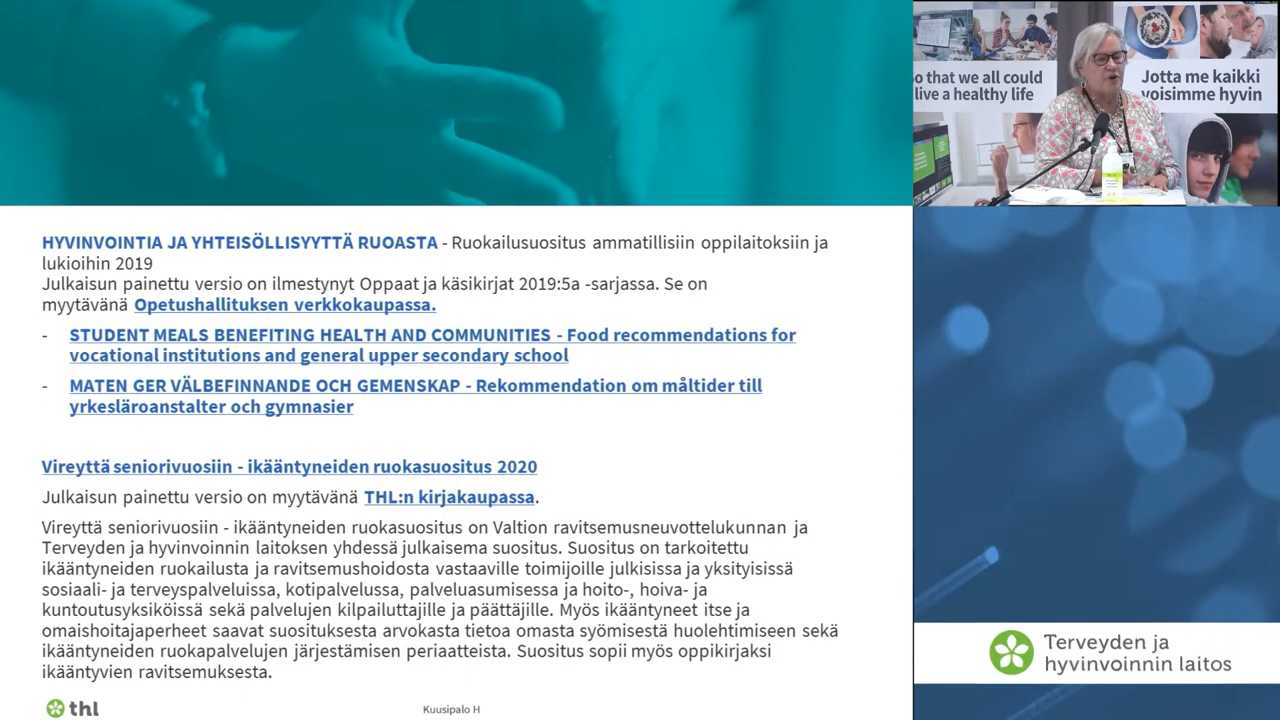 HYVINVOINTIA JA YHTEISÖLLISYYTTÄ RUOASTA - Ruokailusuositus ammatillisiin oppilaitoksiin ja
lukioihin 2019
Julkaisun painettu versio on ilmestynyt Oppaat ja käsikirjat 2019:5a -sarjassa. Se on
myytävänä Opetushallituksen verkkokaupassa.
- STUDENT MEALS BENEFITING HEALTH AND COMMUNITIES - Food recommendations for
vocational institutions and general upper secondary school
- MATEN GER VÄLBEFINNANDE OCH GEMENSKAP - Rekommendation om måltider till
yrkesläroanstalter och gymnasier
Vireyttä seniorivuosiin - ikääntyneiden ruokasuositus 2020
Julkaisun painettu versio on myytävänä THL:n kirjakaupassa.
Vireyttä seniorivuosiin - ikääntyneiden ruokasuositus on Valtion ravitsemusneuvottelukunnan ja
Terveyden ja hyvinvoinnin laitoksen yhdessä julkaisema suositus. Suositus on tarkoitettu
ikääntyneiden ruokailusta ja ravitsemushoidosta vastaaville toimijoille julkisissa ja yksityisissä
sosiaali- ja terveyspalveluissa, kotipalvelussa, palveluasumisessa ja hoito-, hoiva- ja
kuntoutusyksiköissä sekä palvelujen kilpailuttajille ja päättäjille. Myös ikääntyneet itse ja
omaishoitajaperheet saavat suosituksesta arvokasta tietoa omasta syömisestä huolehtimiseen sekä
ikääntyneiden ruokapalvelujen järjestämisen periaatteista. Suositus sopii myös oppikirjaksi
ikääntyvien ravitsemuksesta.
thl
Kuusipalo H
o that we all could
live a healthy life
Jotta me kaikki
voisimme hyvin
Terveyden ja
hyvinvoinnin laitos